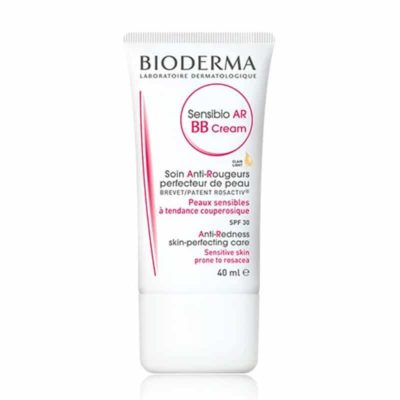 BIODERMA
LABORATOIRE DERMATOLOGIQUE
Sensibio AR
BB Cream
CLAIR
LIGHT
Soin Anti-Rougeurs
perfecteur de peau
BREVET/PATENT ROSACTIV®
Peaux sensibles
à tendance couperosique
SPF 30
Anti-Redness
skin-perfecting care
Sensitive skin
prone to rosacea
40 ml e